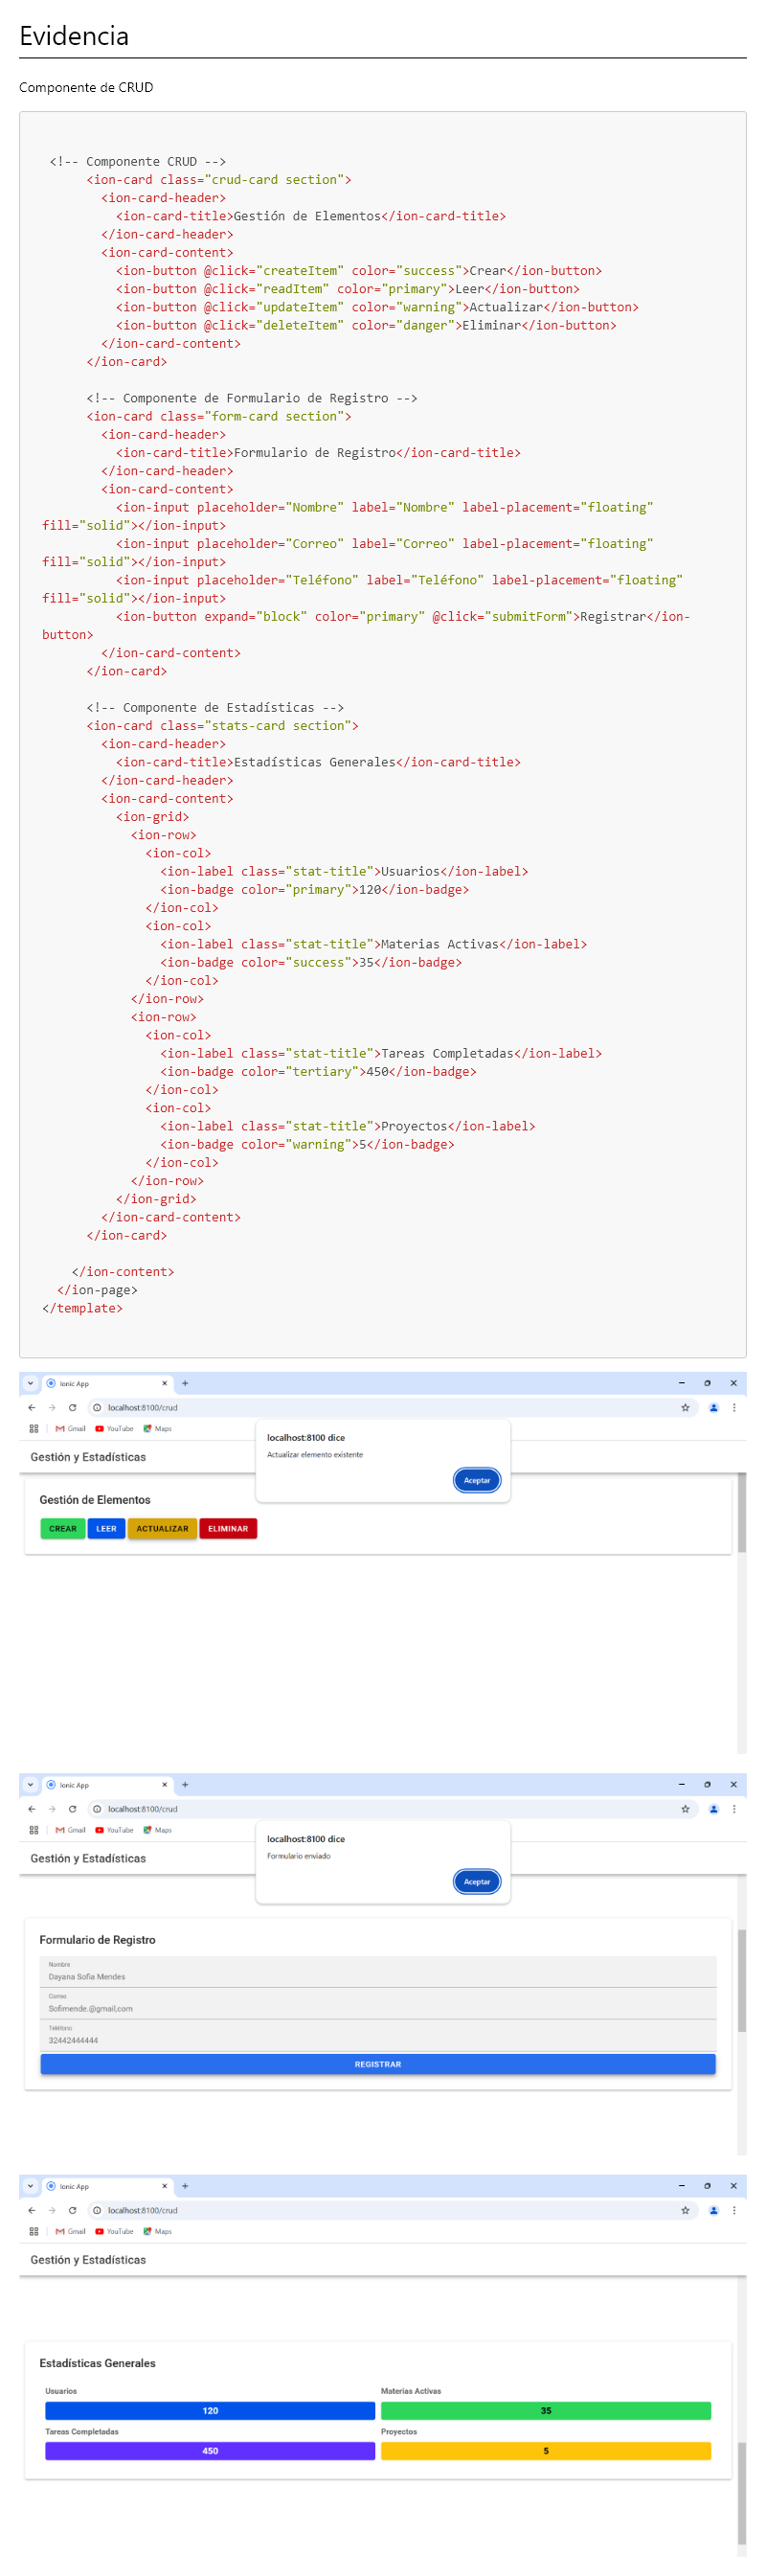 Evidencia
Componente de CRUD
<!-- Componente CRUD -->
<ion-card class="crud-card section">
<ion-card-header>
<ion-card-title>Gestión de Elementos</ion-card-title>
</ion-card-header>
<ion-card-content>
<ion-button @click="createItem" color="success">Crear</ion-button>
<ion-button @click="readItem" color="primary">Leer</ion-button>
<ion-button @click="updateItem" color="warning">Actualizar</ion-button>
<ion-button @click="deleteItem" color="danger">Eliminar</ion-button>
</ion-card-content>
</ion-card>
<!-- Componente de Formulario de Registro -->
<ion-card class="form-card section">
<ion-card-header>
<ion-card-title>Formulario de Registro</ion-card-title>
</ion-card-header>
<ion-card-content>
<ion-input placeholder="Nombre" label="Nombre" label-placement="floating"
fill="solid"></ion-input>
<ion-input placeholder="Correo" label="Correo" label-placement="floating"
fill="solid"></ion-input>
<ion-input placeholder="Teléfono" label="Teléfono" label-placement="floating"
fill="solid"></ion-input>
<ion-button expand="block" color="primary" @click="submitForm">Registrar</ion-
button>
</ion-card-content>
</ion-card>
<!-- Componente de Estadísticas -->
<ion-card class="stats-card section">
<ion-card-header>
<ion-card-title>Estadísticas Generales</ion-card-title>
</ion-card-header>
<ion-card-content>
<ion-grid>
<ion-row>
<ion-col>
<ion-label class="stat-title">Usuarios</ion-label>
<ion-badge color="primary">120</ion-badge>
</ion-col>
<ion-col>
<ion-label class="stat-title">Materias Activas</ion-label>
<ion-badge color="success">35</ion-badge>
</ion-col>
</ion-row>
<ion-row>
<ion-col>
<ion-label class="stat-title">Tareas Completadas</ion-label>
<ion-badge color="tertiary">450</ion-badge>
</ion-col>
<ion-col>
<ion-label class="stat-title">Proyectos</ion-label>
<ion-badge color="warning">5</ion-badge>
</ion-col>
</ion-row>
</ion-grid>
</ion-card-content>
</ion-card>
</ion-content>
</ion-page>
</template>
Ionic App
localhost:8100/crud
Gmail YouTube Maps
localhost:8100 dice
Actualizar elemento existente
Aceptar
Gestión y Estadísticas
Gestión de Elementos
CREAR LEER ACTUALIZAR ELIMINAR
Ionic App
localhost:8100/crud
Gmail YouTube Maps
localhost:8100 dice
Formulario enviado
Aceptar
Gestión y Estadísticas
Formulario de Registro
Nombre
Dayana Sofia Mendes
Correo
Sofimende.@gmail,com
Teléfono
32442444444
REGISTRAR
Ionic App
localhost:8100/crud
Gmail YouTube Maps
Gestión y Estadísticas
Estadísticas Generales
Usuarios Materias Activas
120 35
Tareas Completadas Proyectos
450 5